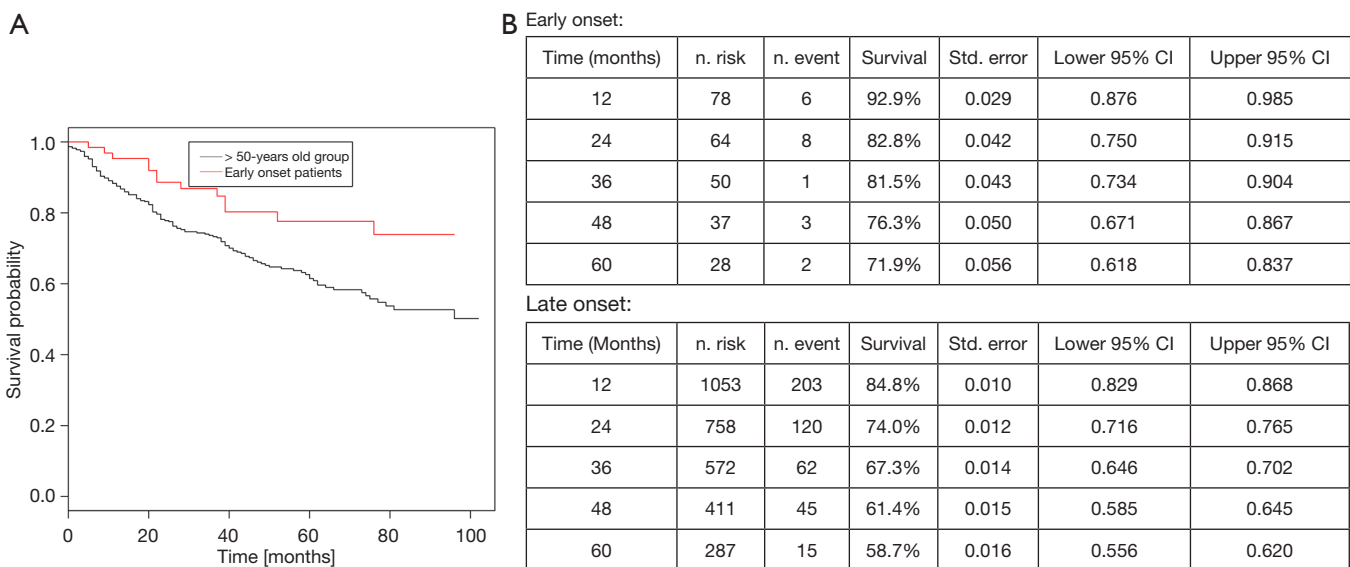 A
1.0
0.8
0.6
0.4
0.2
0.0
Survival probability
0 20 40 60 80 100
Time [months]
> 50-years old group
Early onset patients
B
Early onset:
Time (months) n. risk n. event Survival Std. error Lower 95% CI Upper 95% CI
12 78 6 92.9% 0.029 0.876 0.985
24 64 8 82.8% 0.042 0.750 0.915
36 50 1 81.5% 0.043 0.734 0.904
48 37 3 76.3% 0.050 0.671 0.867
60 28 2 71.9% 0.056 0.618 0.837
Late onset:
Time (Months) n. risk n. event Survival Std. error Lower 95% CI Upper 95% CI
12 1053 203 84.8% 0.010 0.829 0.868
24 758 120 74.0% 0.012 0.716 0.765
36 572 62 67.3% 0.014 0.646 0.702
48 411 45 61.4% 0.015 0.585 0.645
60 287 15 58.7% 0.016 0.556 0.620